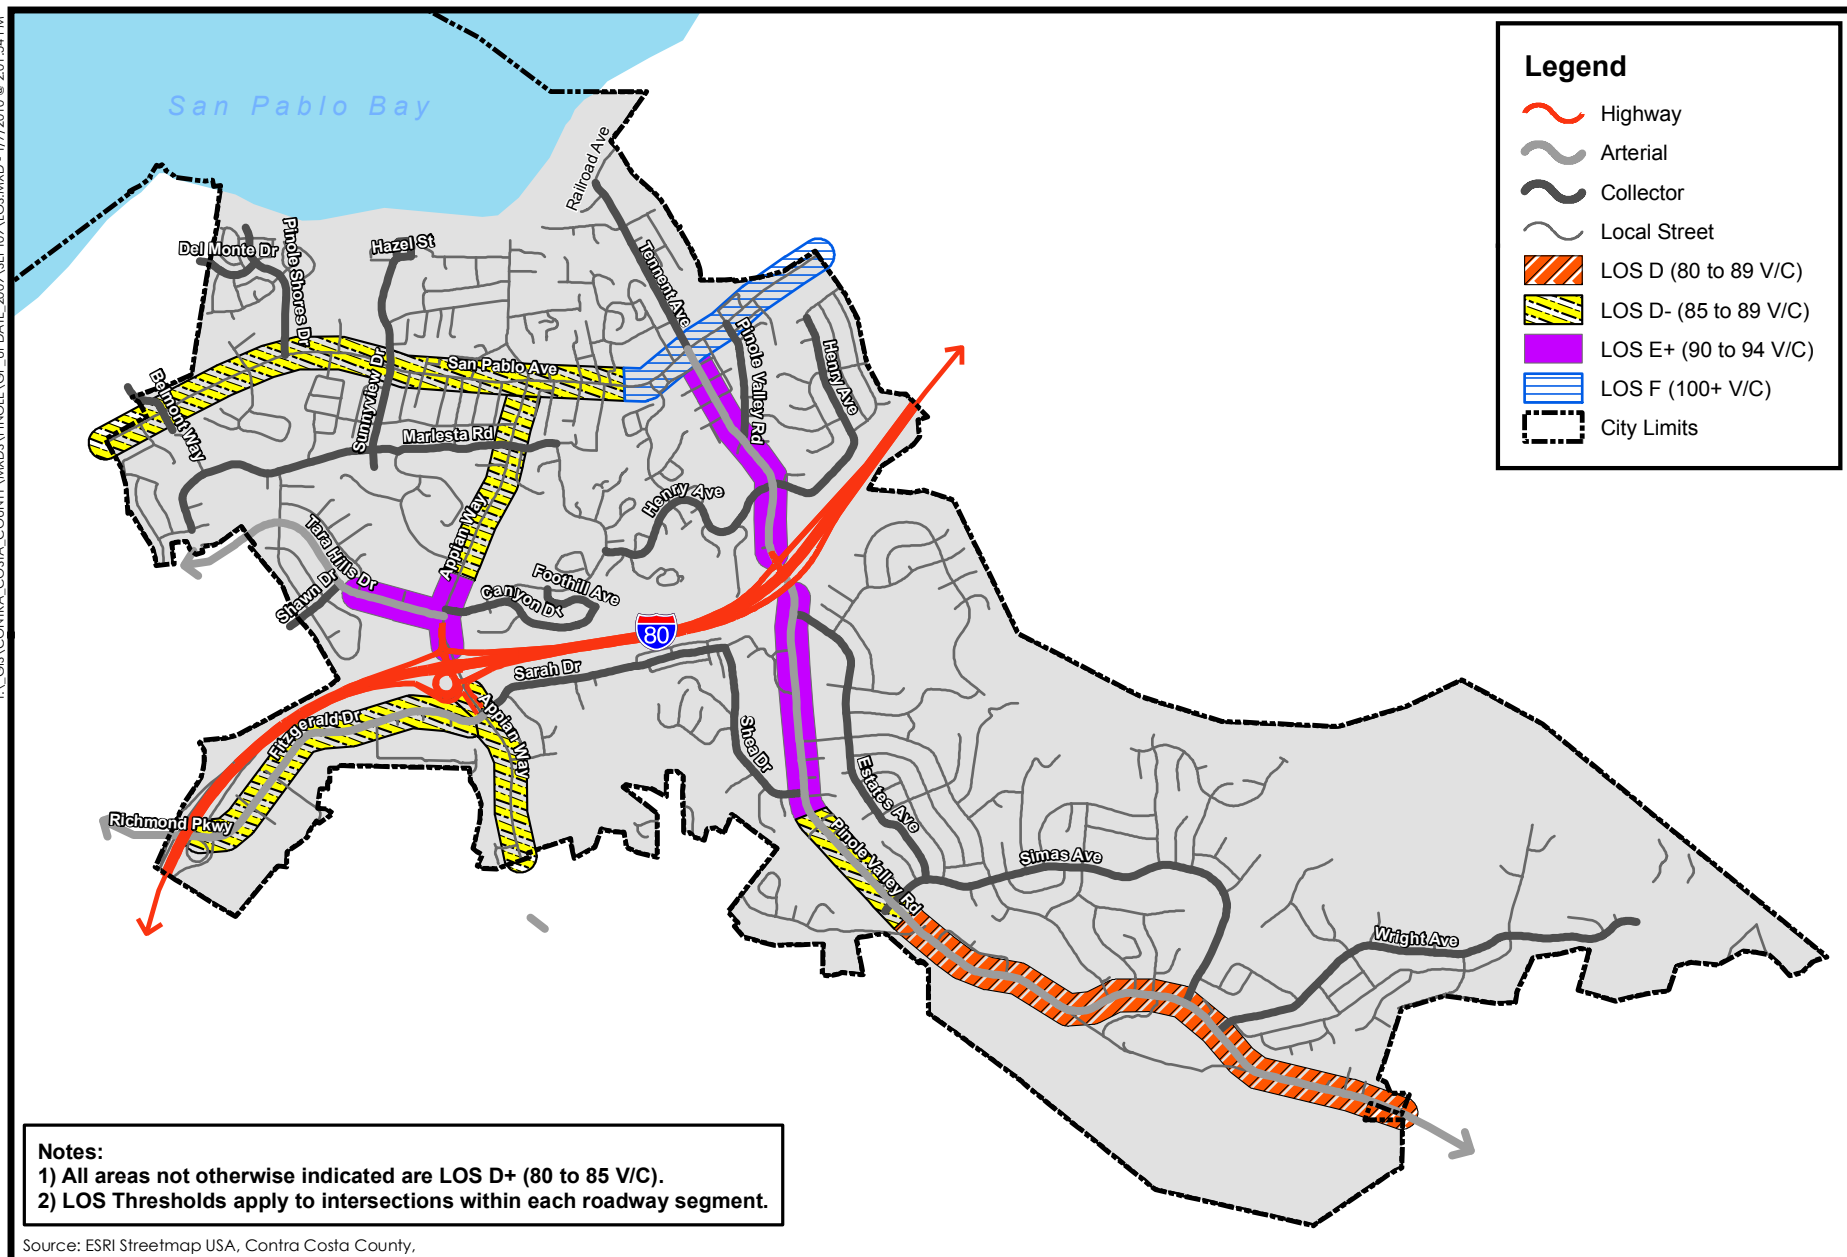 San Pablo Bay
Legend
Highway
Arterial
Collector
Local Street
LOS D (80 to 89 V/C)
LOS D- (85 to 89 V/C)
LOS E+ (90 to 94 V/C)
LOS F (100+ V/C)
City Limits
Railroad Ave
Del Monte Dr
Pinole Shores Dr
Hazel St
Tennent Ave
Pinole Valley Rd
Henry Ave
San Pablo Ave
Belmont Way
Sunnyview Dr
Marlesta Rd
Appian Way
Henry Ave
Tara Hills Dr
Shawn Dr
Canyon Dr
Foothill Ave
80
Sarah Dr
Fitzgerald Dr
Appian Way
Shea Dr
Estates Ave
Richmond Pkwy
Pinole Valley Rd
Simas Ave
Wright Ave
Notes:
1) All areas not otherwise indicated are LOS D+ (80 to 85 V/C).
2) LOS Thresholds apply to intersections within each roadway segment.
Source: ESRI Streetmap USA, Contra Costa County,